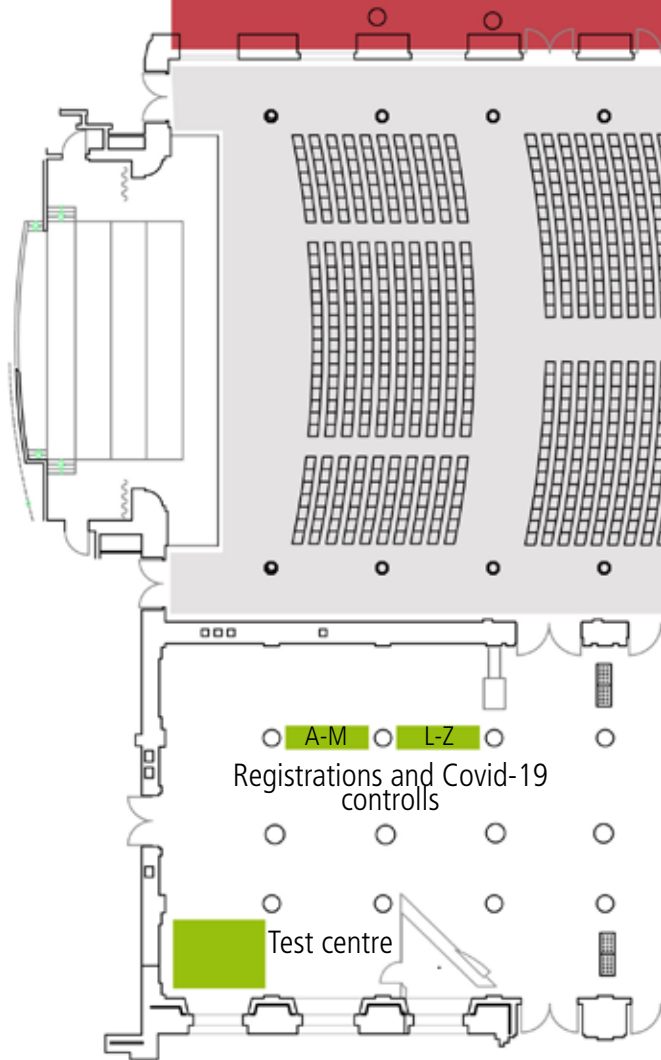 A-M
L-Z
Registrations and Covid-19
controlls
Test centre